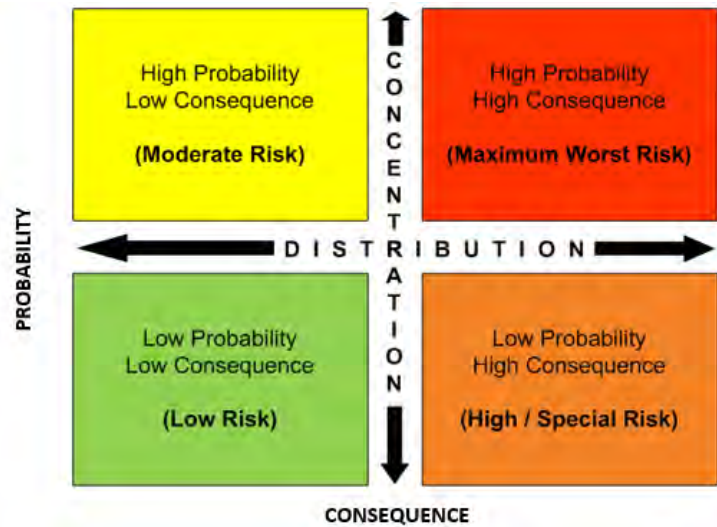 High Probability
Low Consequence
(Moderate Risk)
CONCENTRATION
High Probability
High Consequence
(Maximum Worst Risk)
PROBABILITY
DISTRIBUTION
Low Probability
Low Consequence
(Low Risk)
Low Probability
High Consequence
(High / Special Risk)
CONSEQUENCE